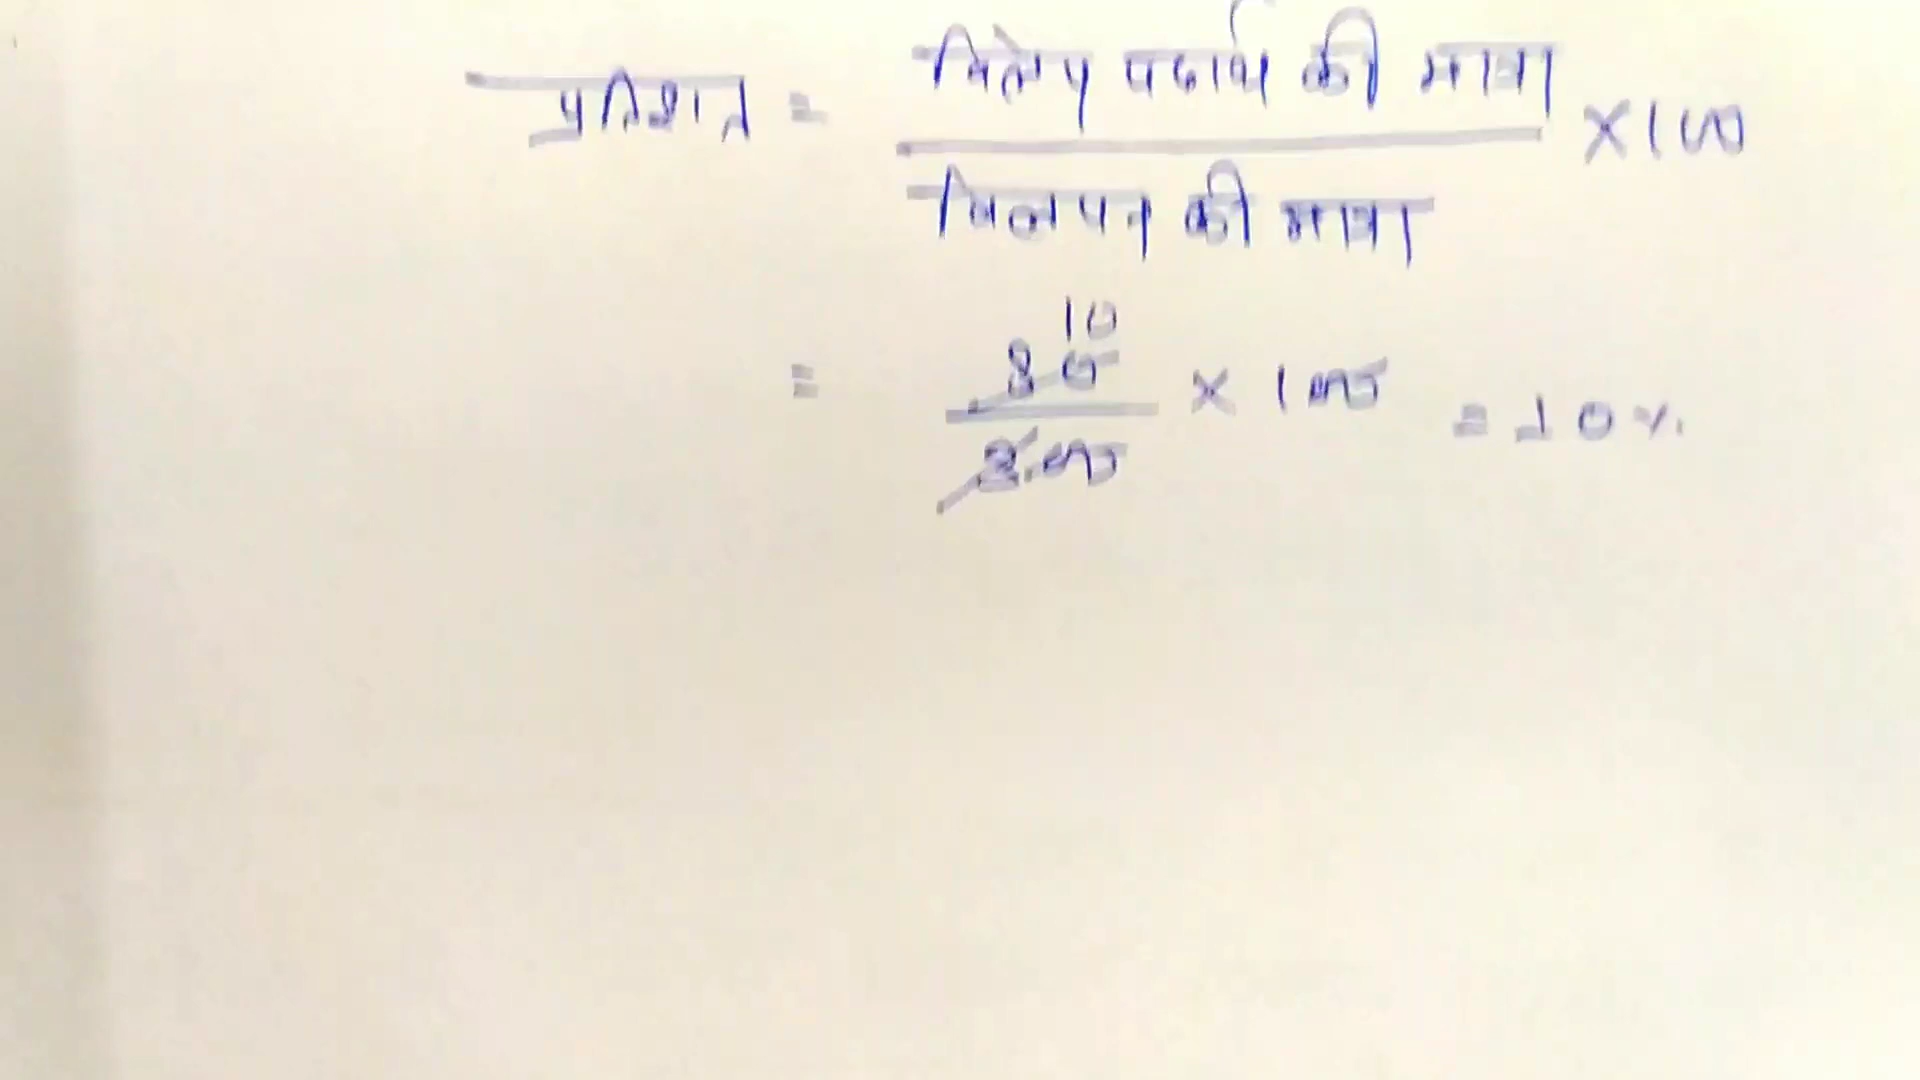 प्रतिशत = विलेय पदार्थ की मात्रा × 100
विलयन की मात्रा
10
= 80 × 100 = 10%
800